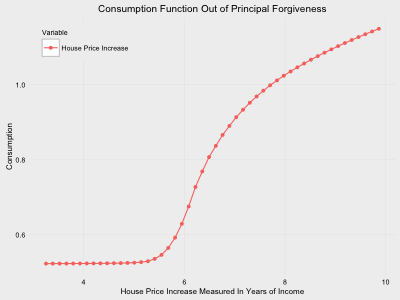 Consumption Function Out of Principal Forgiveness
Variable
House Price Increase
Consumption
1.0
0.8
0.6
4
6
8
10
House Price Increase Measured In Years of Income